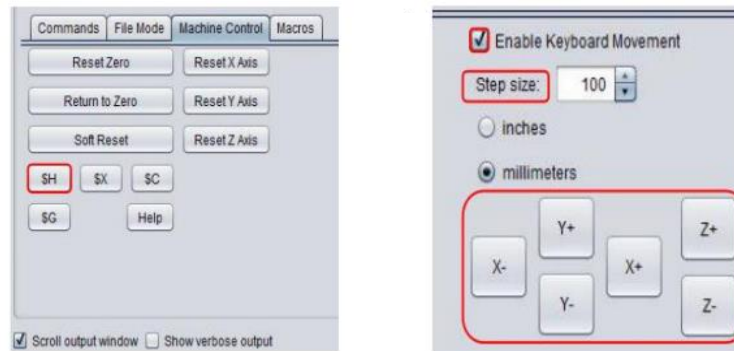 Commands File Mode Machine Control Macros
Reset Zero Reset X Axis
Return to Zero Reset Y Axis
Soft Reset Reset Z Axis
$H $X $C
$G Help
Scroll output window Show verbose output
Enable Keyboard Movement
Step size: 100
inches
millimeters
Y+ Z+
X- X+
Y- Z-